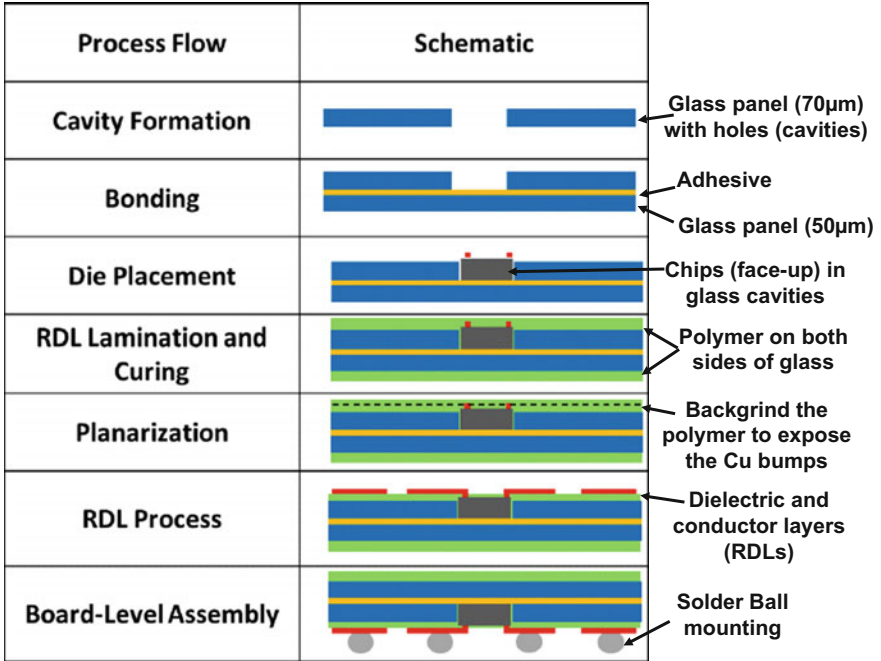 Process Flow
Schematic
Cavity Formation
Glass panel (70µm)
with holes (cavities)
Bonding
Adhesive
Glass panel (50µm)
Die Placement
Chips (face-up) in
glass cavities
RDL Lamination and
Curing
Polymer on both
sides of glass
Planarization
Backgrind the
polymer to expose
the Cu bumps
RDL Process
Dielectric and
conductor layers
(RDLs)
Board-Level Assembly
Solder Ball
mounting